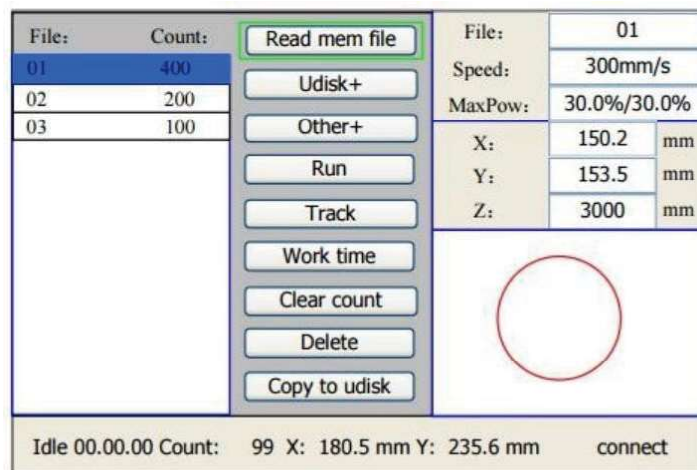 File: Count:
01 400
02 200
03 100
Read mem file
Udisk+
Other+
Run
Track
Work time
Clear count
Delete
Copy to udisk
File: 01
Speed: 300mm/s
MaxPow: 30.0%/30.0%
X: 150.2 mm
Y: 153.5 mm
Z: 3000 mm
Idle 00.00.00 Count: 99 X: 180.5 mm Y: 235.6 mm connect